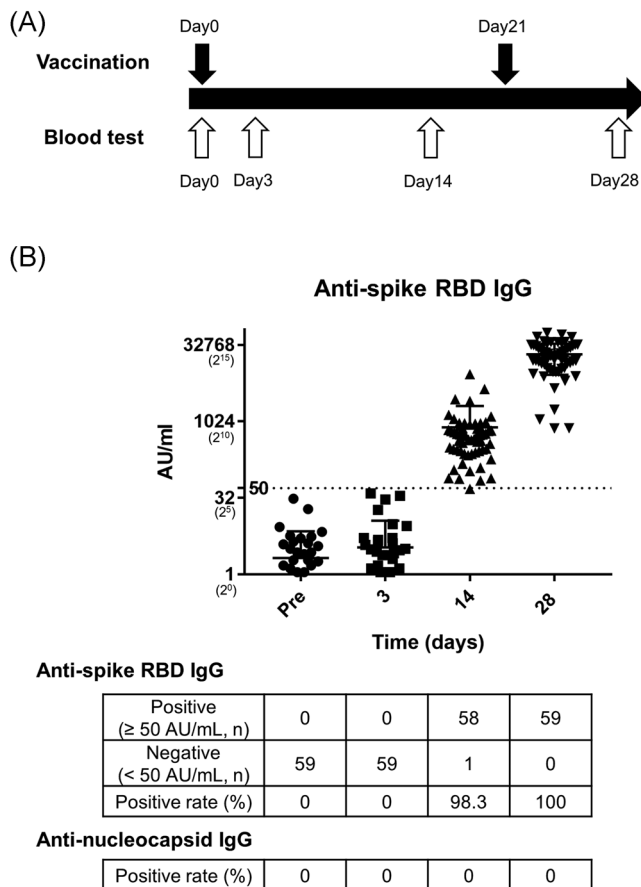 (A)
Day0 Day21
Vaccination
Blood test
Day0 Day3 Day14 Day28
(B)
Anti-spike RBD IgG
AU/ml
32768
(2¹⁵)
1024
(2¹⁰)
50
32
(2⁵)
1
(2⁰)
Pre 3 14 28
Time (days)
Anti-spike RBD IgG
Positive
(≥ 50 AU/mL, n) 0 0 58 59
Negative
(< 50 AU/mL, n) 59 59 1 0
Positive rate (%) 0 0 98.3 100
Anti-nucleocapsid IgG
Positive rate (%) 0 0 0 0